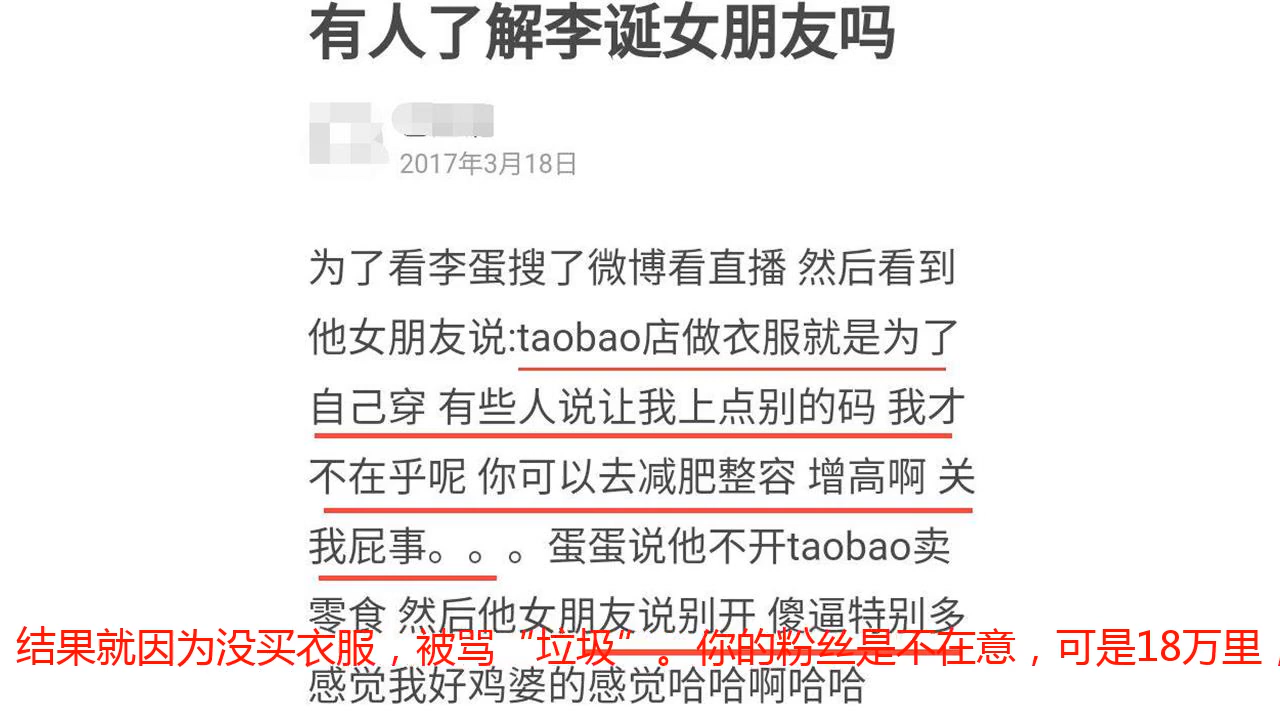 有人了解李诞女朋友吗
2017年3月18日
为了看李蛋搜了微博看直播 然后看到
他女朋友说:taobao店做衣服就是为了
自己穿 有些人说让我上点别的码 我才
不在乎呢 你可以去减肥整容 增高啊 关
我屁事。。。蛋蛋说他不开taobao卖
零食 然后他女朋友说别开 傻逼特别多
结果就因为没买衣服，被骂“垃圾”。你的粉丝是不在意，可是18万里，
感觉我好鸡婆的感觉哈哈啊哈哈